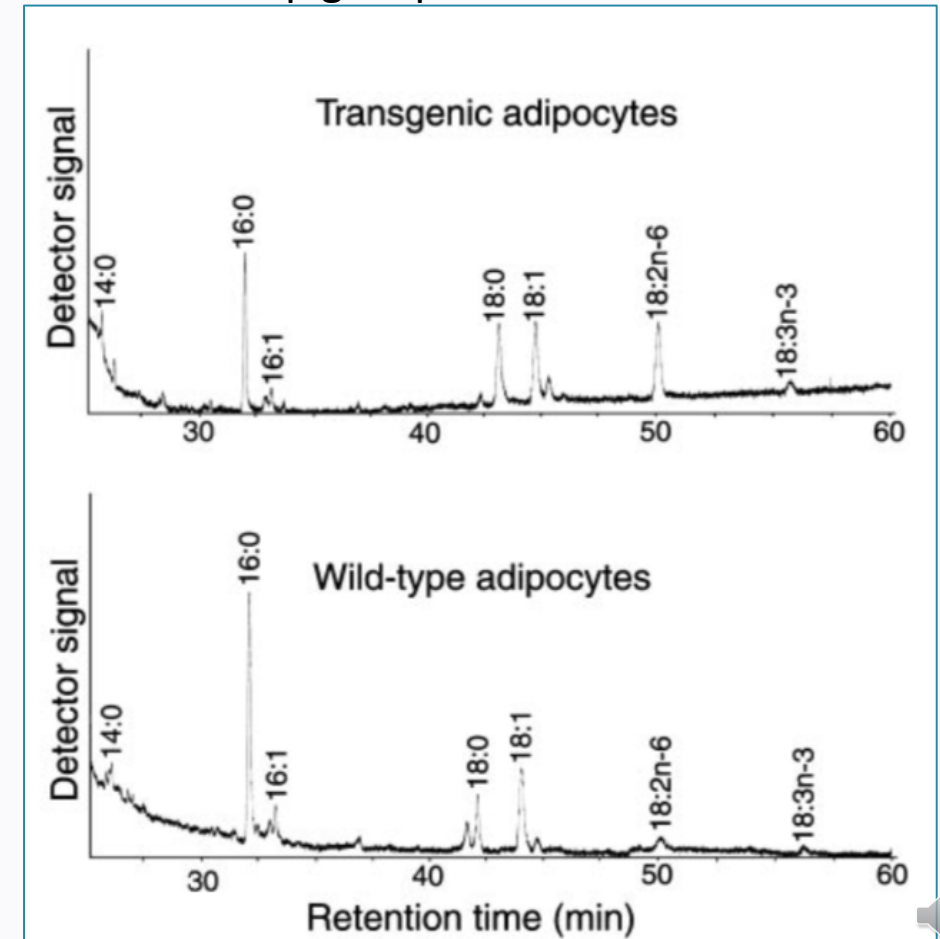 Transgenic adipocytes
Detector signal
14:0
16:0
16:1
18:0
18:1
18:2n-6
18:3n-3
30
40
50
60
Wild-type adipocytes
Detector signal
14:0
16:0
16:1
18:0
18:1
18:2n-6
18:3n-3
30
40
50
60
Retention time (min)